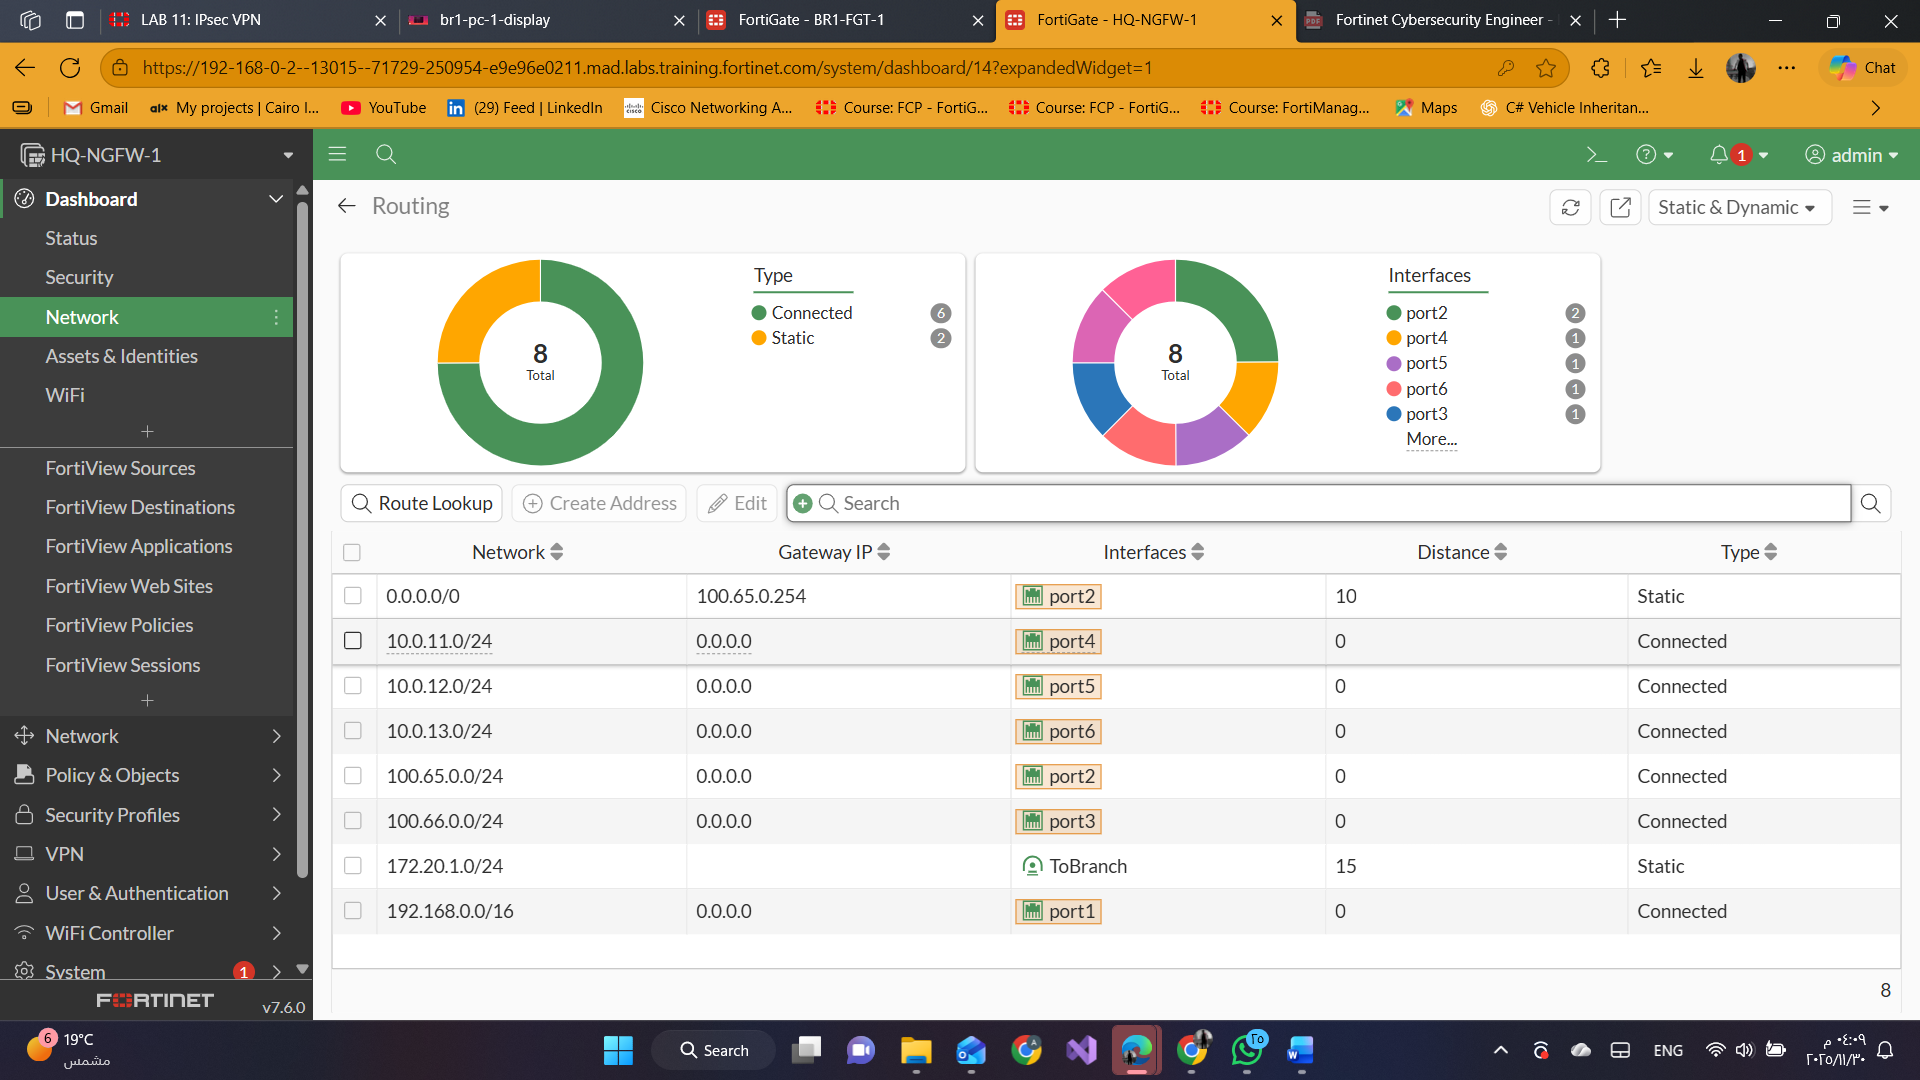 LAB 11: IPsec VPN
br1-pc-1-display
FortiGate - BR1-FGT-1
FortiGate - HQ-NGFW-1
Fortinet Cybersecurity Engineer -
https://192-168-0-2--13015--71729-250954-e9e96e0211.mad.labs.training.fortinet.com/system/dashboard/14?expandedWidget=1
Chat
Gmail
My projects | Cairo I...
YouTube
(29) Feed | LinkedIn
Cisco Networking A...
Course: FCP - FortiG...
Course: FCP - FortiG...
Course: FortiManag...
Maps
C# Vehicle Inheritan...
HQ-NGFW-1
1
admin
Dashboard
Status
Security
Network
Assets & Identities
WiFi
FortiView Sources
FortiView Destinations
FortiView Applications
FortiView Web Sites
FortiView Policies
FortiView Sessions
Network
Policy & Objects
Security Profiles
VPN
User & Authentication
WiFi Controller
System 1
FORTINET
v7.6.0
Routing
Static & Dynamic
8
Total
Type
Connected 6
Static 2
8
Total
Interfaces
port2 2
port4 1
port5 1
port6 1
port3 1
More...
Route Lookup
Create Address
Edit
Search
Network Gateway IP Interfaces Distance Type
0.0.0.0/0 100.65.0.254 port2 10 Static
10.0.11.0/24 0.0.0.0 port4 0 Connected
10.0.12.0/24 0.0.0.0 port5 0 Connected
10.0.13.0/24 0.0.0.0 port6 0 Connected
100.65.0.0/24 0.0.0.0 port2 0 Connected
100.66.0.0/24 0.0.0.0 port3 0 Connected
172.20.1.0/24 ToBranch 15 Static
192.168.0.0/16 0.0.0.0 port1 0 Connected
8
6
19°C
مشمس
Search
٢٥
ENG
٠٤:٠٩ م
٢٠٢٥/١١/٣٠